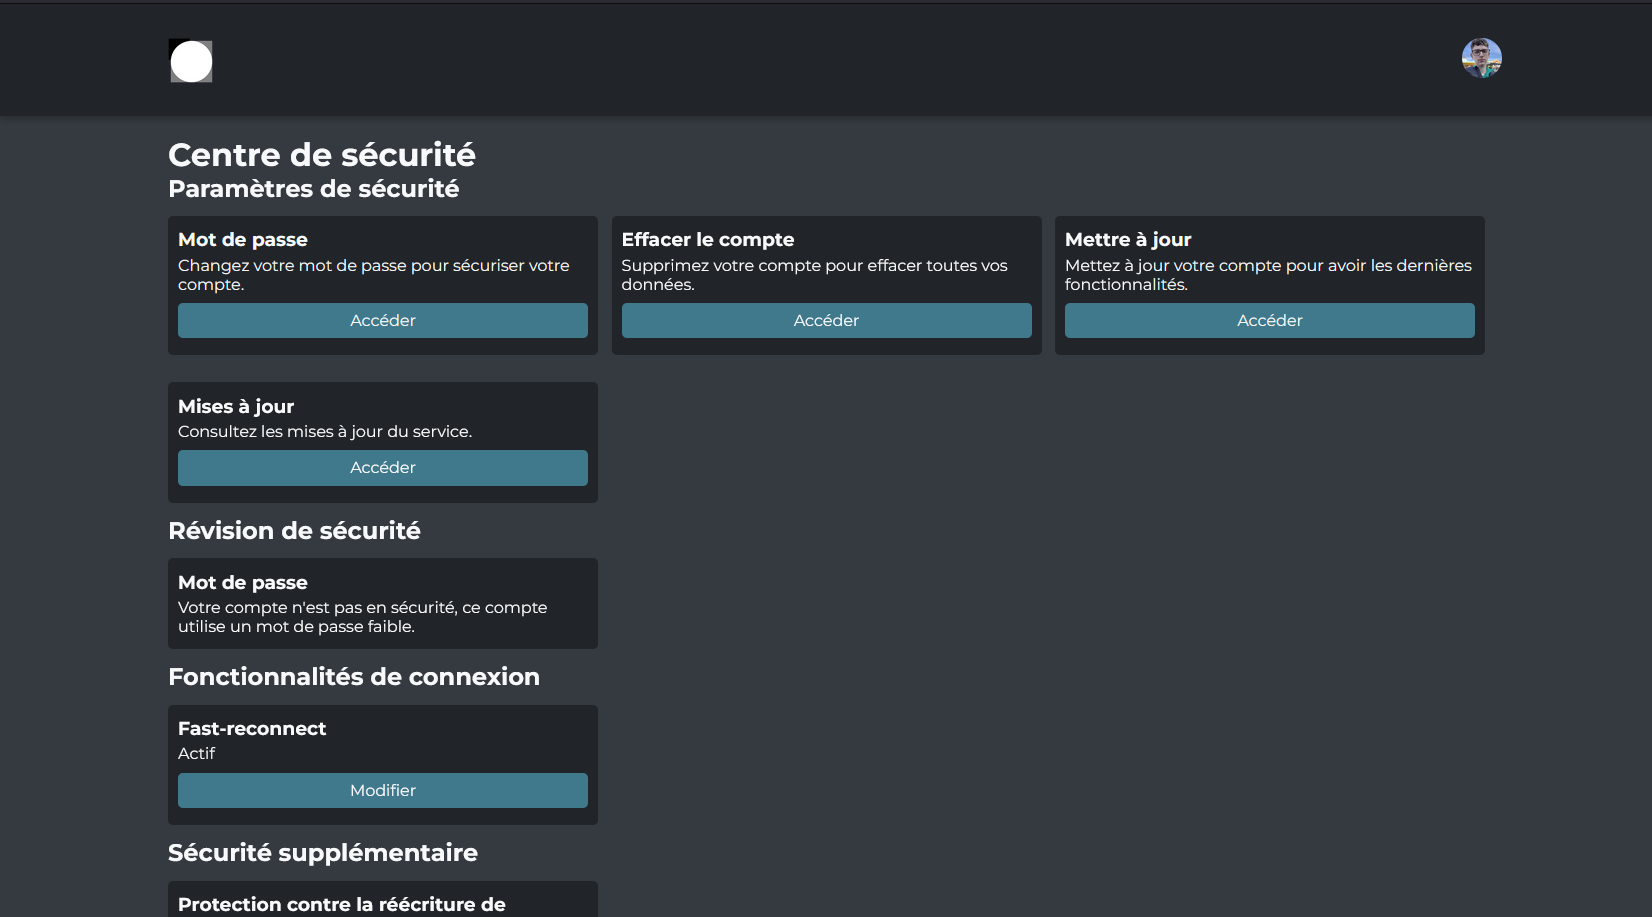 Centre de sécurité
Paramètres de sécurité
Mot de passe
Changez votre mot de passe pour sécuriser votre
compte.
Accéder
Effacer le compte
Supprimez votre compte pour effacer toutes vos
données.
Accéder
Mettre à jour
Mettez à jour votre compte pour avoir les dernières
fonctionnalités.
Accéder
Mises à jour
Consultez les mises à jour du service.
Accéder
Révision de sécurité
Mot de passe
Votre compte n'est pas en sécurité, ce compte
utilise un mot de passe faible.
Fonctionnalités de connexion
Fast-reconnect
Actif
Modifier
Sécurité supplémentaire
Protection contre la réécriture de